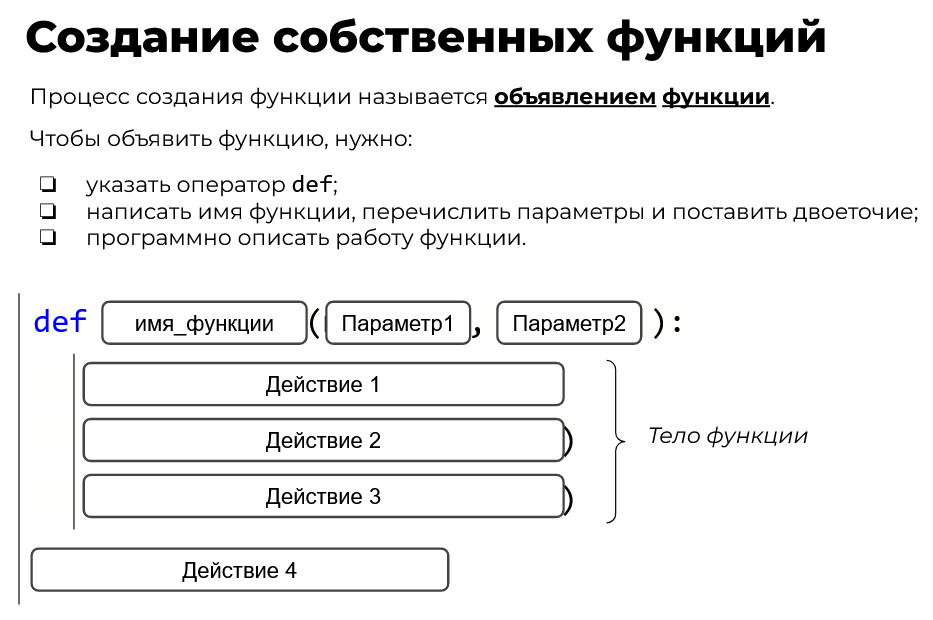 Создание собственных функций
Процесс создания функции называется объявлением функции.
Чтобы объявить функцию, нужно:
❏ указать оператор def;
❏ написать имя функции, перечислить параметры и поставить двоеточие;
❏ программно описать работу функции.
def имя_функции ( Параметр1 , Параметр2 ):
Действие 1
Действие 2 )
Тело функции
Действие 3 )
Действие 4